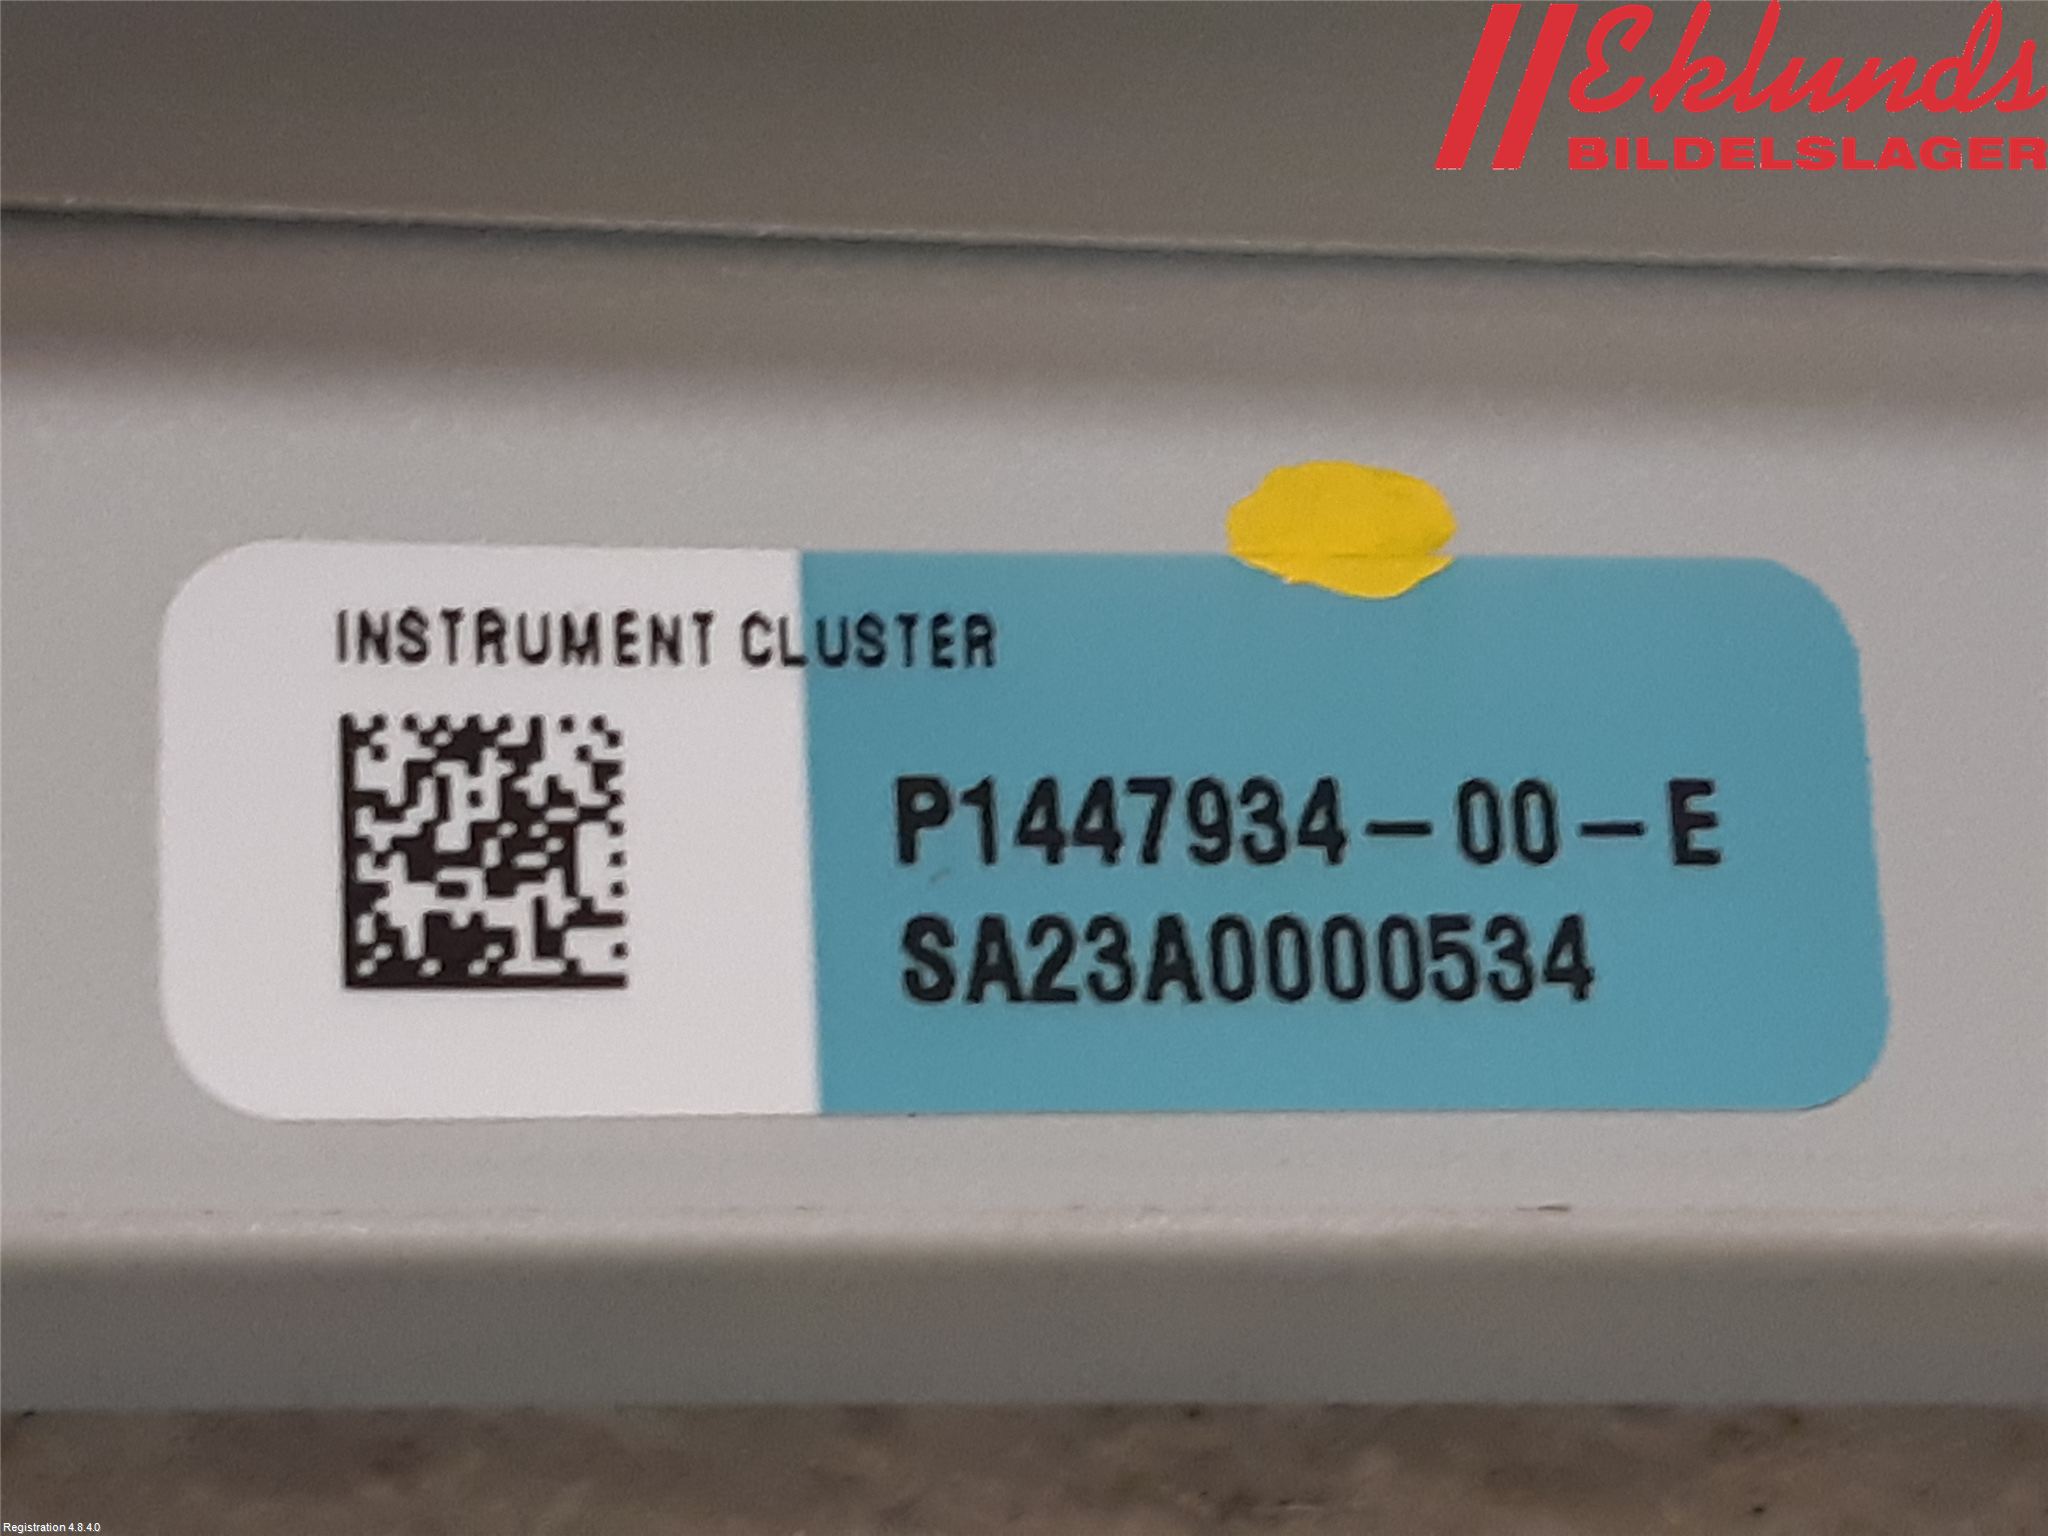 Eklunds
BILDELSLAGER
INSTRUMENT CLUSTER
P1447934-00-E
SA23A0000534
Registration 4.8.4.0